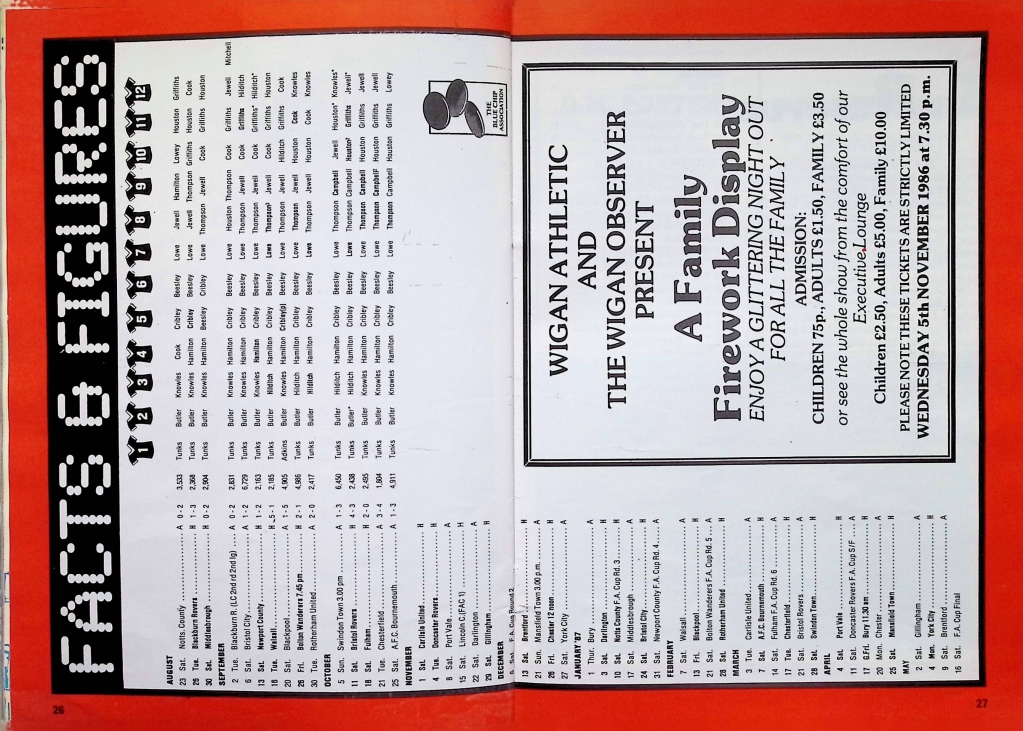 FACTS & FIGURES
1 2 3 4 5 6 7 8 9 10 11 12
AUGUST
23 Sat. Notts. County A 0 - 2 3,533 Tunks Butler Knowles Cook Cribley Beesley Lowe Jewell Hamilton Lowey Houston Griffiths
26 Tue. Blackburn Rovers H 1 - 3 2,368 Tunks Butler Knowles Hamilton Cribley Beesley Lowe Jewell Thompson Griffiths Houston Cook
30 Sat. Middlesbrough H 0 - 2 2,904 Tunks Butler Knowles Hamilton Beesley Cribley Lowe Thompson Jewell Cook Griffiths Houston
SEPTEMBER
2 Tue. Blackburn R. (LC 2nd rd 2nd lg) A 0 - 2 2,831 Tunks Butler Knowles Hamilton Cribley Beesley Lowe Houston Thompson Cook Griffiths Jewell Mitchell
6 Sat. Bristol City A 1 - 2 6,729 Tunks Butler Knowles Hamilton Cribley Beesley Lowe Thompson Jewell Cook Griffiths Hilditch
13 Sat. Newport County H 1 - 2 2,163 Tunks Butler Knowles Hamilton Cribley Beesley Lowe Thompson Jewell Cook Griffiths* Hilditch*
16 Tue. Walsall H 5 - 1 2,185 Tunks Butler Hilditch Hamilton Cribley Beesley Lowe Thompson³ Jewell Cook Griffiths Houston
20 Sat. Blackpool A 1 - 5 4,905 Adkins Butler Knowles Hamilton Cribley(p) Beesley Lowe Thompson Jewell Hilditch Griffiths Cook
26 Fri. Bolton Wanderers 7.45 pm H 2 - 1 4,986 Tunks Butler Hilditch Hamilton Cribley Beesley Lowe Thompson Jewell Houston Cook Knowles
30 Tue. Rotherham United A 2 - 0 2,417 Tunks Butler Hilditch Hamilton Cribley Beesley Lowe Thompson Jewell Houston Cook Knowles
OCTOBER
5 Sun. Swindon Town 3.00 pm A 1 - 3 6,450 Tunks Butler Hilditch Hamilton Cribley Beesley Lowe Thompson Campbell Jewell Houston* Knowles*
11 Sat. Bristol Rovers H 4 - 3 2,438 Tunks Butler* Hilditch Hamilton Cribley Beesley Lowe Thompson Campbell Houston² Griffiths Jewell*
18 Sat. Fulham H 2 - 0 2,495 Tunks Butler Knowles Hamilton Cribley Beesley Lowe Thompson Campbell Houston Griffiths Jewell
21 Tue. Chesterfield A 3 - 4 1,804 Tunks Butler Knowles Hamilton Cribley Beesley Lowe Thompson Campbell² Houston Griffiths Jewell
25 Sat. A.F.C. Bournemouth A 1 - 3 4,911 Tunks Butler Knowles Hamilton Cribley Beesley Lowe Thompson Campbell Houston Griffiths Lowey
NOVEMBER
1 Sat. Carlisle United H
4 Tue. Doncaster Rovers H
8 Sat. Port Vale A
15 Sat. Lincoln C (FAC 1) H
22 Sat. Darlington A
29 Sat. Gillingham H
DECEMBER
6 Sat. F.A. Cup Round 2
THE
BLUE CHIP
ASSOCIATION
26
13 Sat. Brentford H
21 Sun. Mansfield Town 3.00 p.m. A
26 Fri. Chester 12 noon H
27 Sat. York City A
JANUARY '87
1 Thur. Bury A
3 Sat. Darlington H
10 Sat. Notts County F.A. Cup Rd. 3 H
17 Sat. Middlesbrough A
24 Sat. Bristol City H
31 Sat. Newport County F.A. Cup Rd. 4 A
FEBRUARY
7 Sat. Walsall A
14 Sat. Blackpool H
21 Sat. Bolton Wanderers F.A. Cup Rd. 5 A
28 Sat. Rotherham United H
MARCH
3 Tue. Carlisle United A
7 Sat. A.F.C. Bournemouth H
14 Sat. Fulham F.A. Cup Rd. 6 A
17 Tue. Chesterfield H
21 Sat. Bristol Rovers A
28 Sat. Swindon Town H
APRIL
4 Sat. Port Vale H
11 Sat. Doncaster Rovers F.A. Cup S/F A
17 G.Fri. Bury 11.30 am H
20 Mon. Chester A
25 Sat. Mansfield Town H
MAY
2 Sat. Gillingham A
4 Mon. York City H
9 Sat. Brentford A
16 Sat. F.A. Cup Final
WIGAN ATHLETIC
AND
THE WIGAN OBSERVER
PRESENT
A Family
Firework Display
ENJOY A GLITTERING NIGHT OUT
FOR ALL THE FAMILY
ADMISSION:
CHILDREN 75p., ADULTS £1.50, FAMILY £3.50
or see the whole show from the comfort of our
Executive Lounge
Children £2.50, Adults £5.00, Family £10.00
PLEASE NOTE THESE TICKETS ARE STRICTLY LIMITED
WEDNESDAY 5th NOVEMBER 1986 at 7.30 p.m.
27